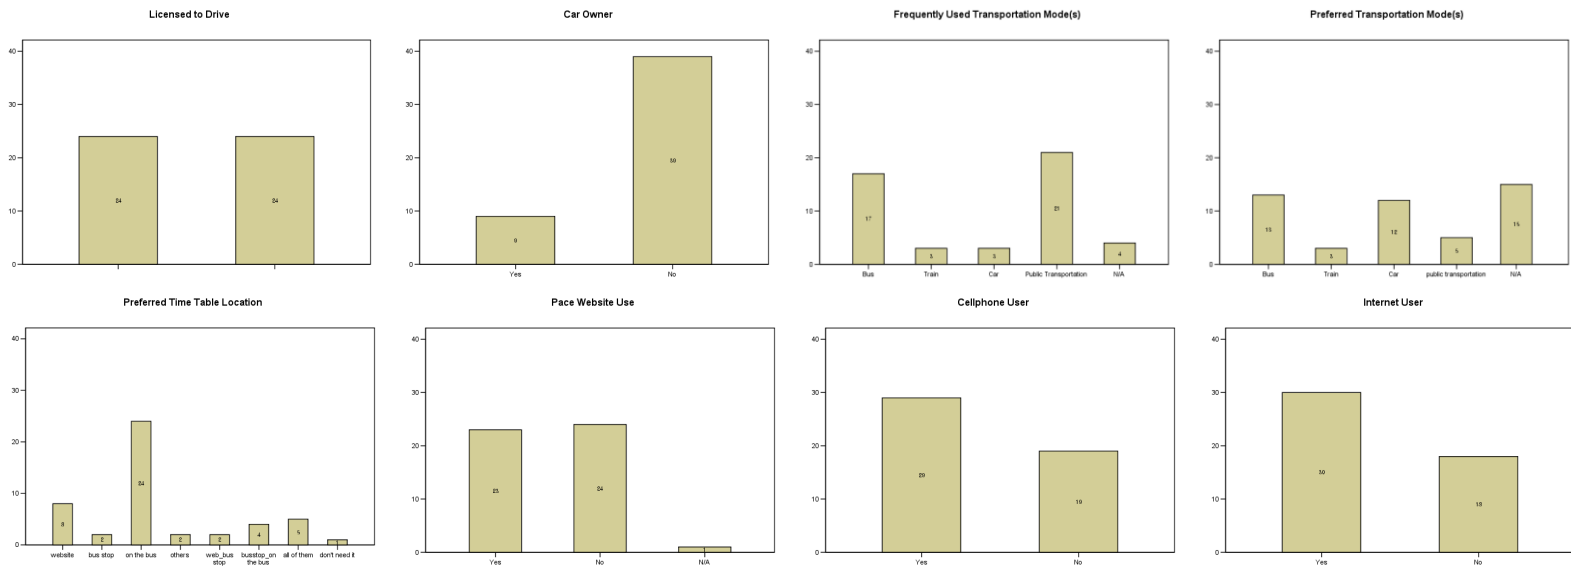 Licensed to Drive
40
30
20
10
0
24
24
Car Owner
40
30
20
10
0
9
39
Yes
No
Frequently Used Transportation Mode(s)
40
30
20
10
0
17
3
3
21
4
Bus
Train
Car
Public Transportation
N/A
Preferred Transportation Mode(s)
40
30
20
10
0
13
3
12
5
15
Bus
Train
Car
public transportation
N/A
Preferred Time Table Location
40
30
20
10
0
8
2
24
2
2
4
5
1
website
bus stop
on the bus
others
web_bus
stop
busstop_on
the bus
all of them
don't need it
Pace Website Use
40
30
20
10
0
23
24
1
Yes
No
N/A
Cellphone User
40
30
20
10
0
29
19
Yes
No
Internet User
40
30
20
10
0
30
18
Yes
No